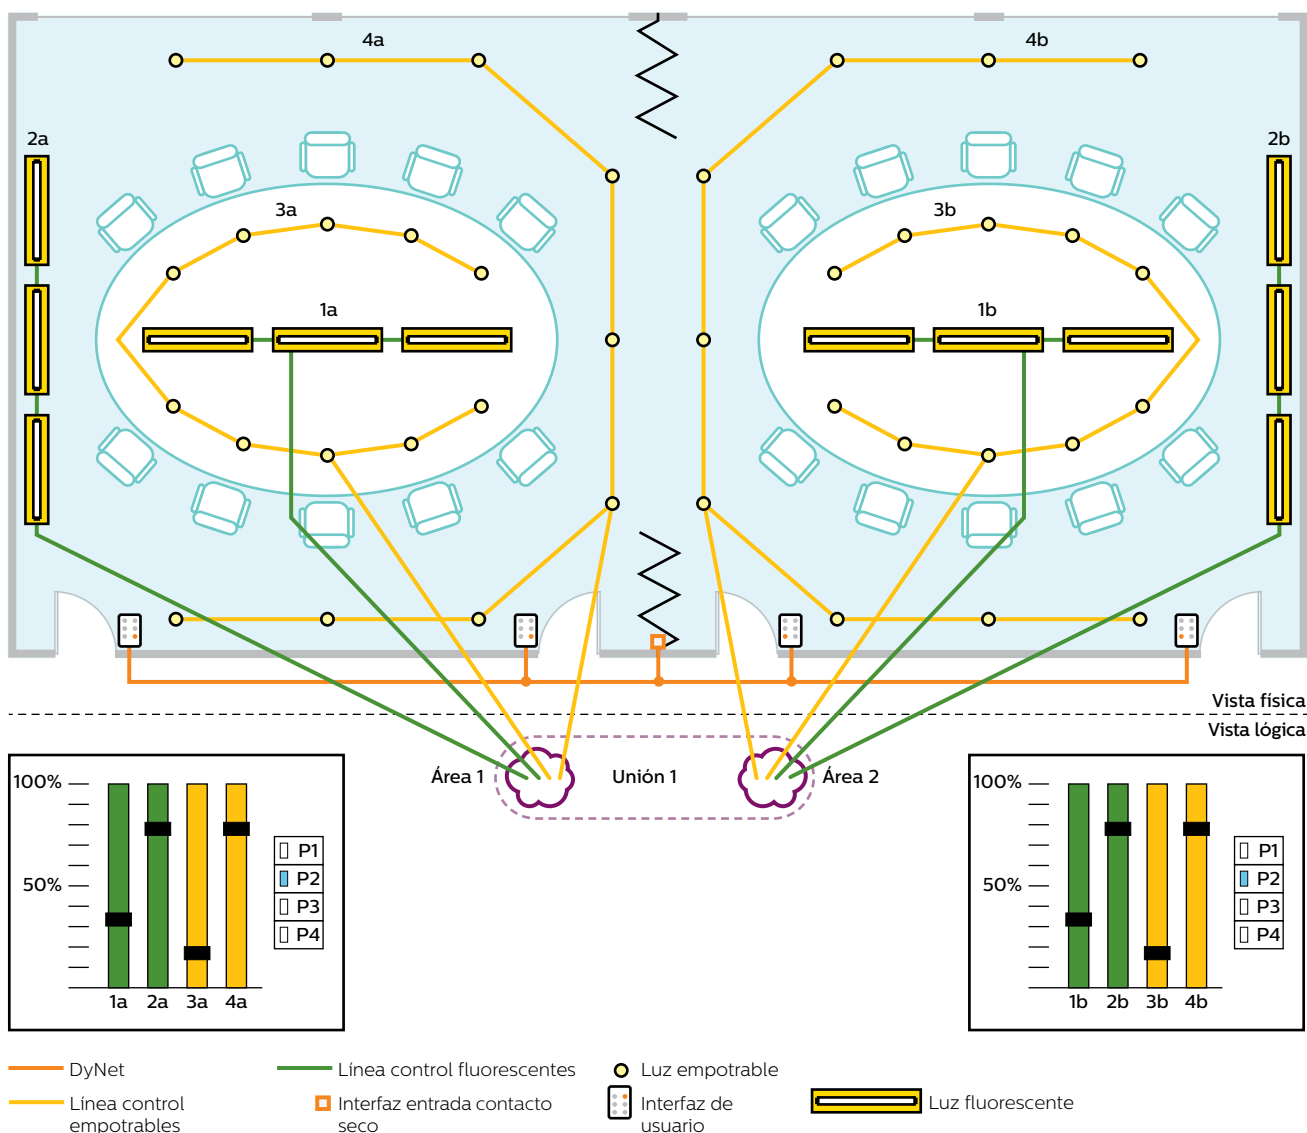 4a
4b
2a
2b
3a
3b
1a
1b
Vista física
Vista lógica
Área 1
Unión 1
Área 2
100%
50%
1a 2a 3a 4a
P1
P2
P3
P4
100%
50%
1b 2b 3b 4b
P1
P2
P3
P4
DyNet
Línea control fluorescentes
Luz empotrable
Línea control
empotrables
Interfaz entrada contacto
seco
Interfaz de
usuario
Luz fluorescente